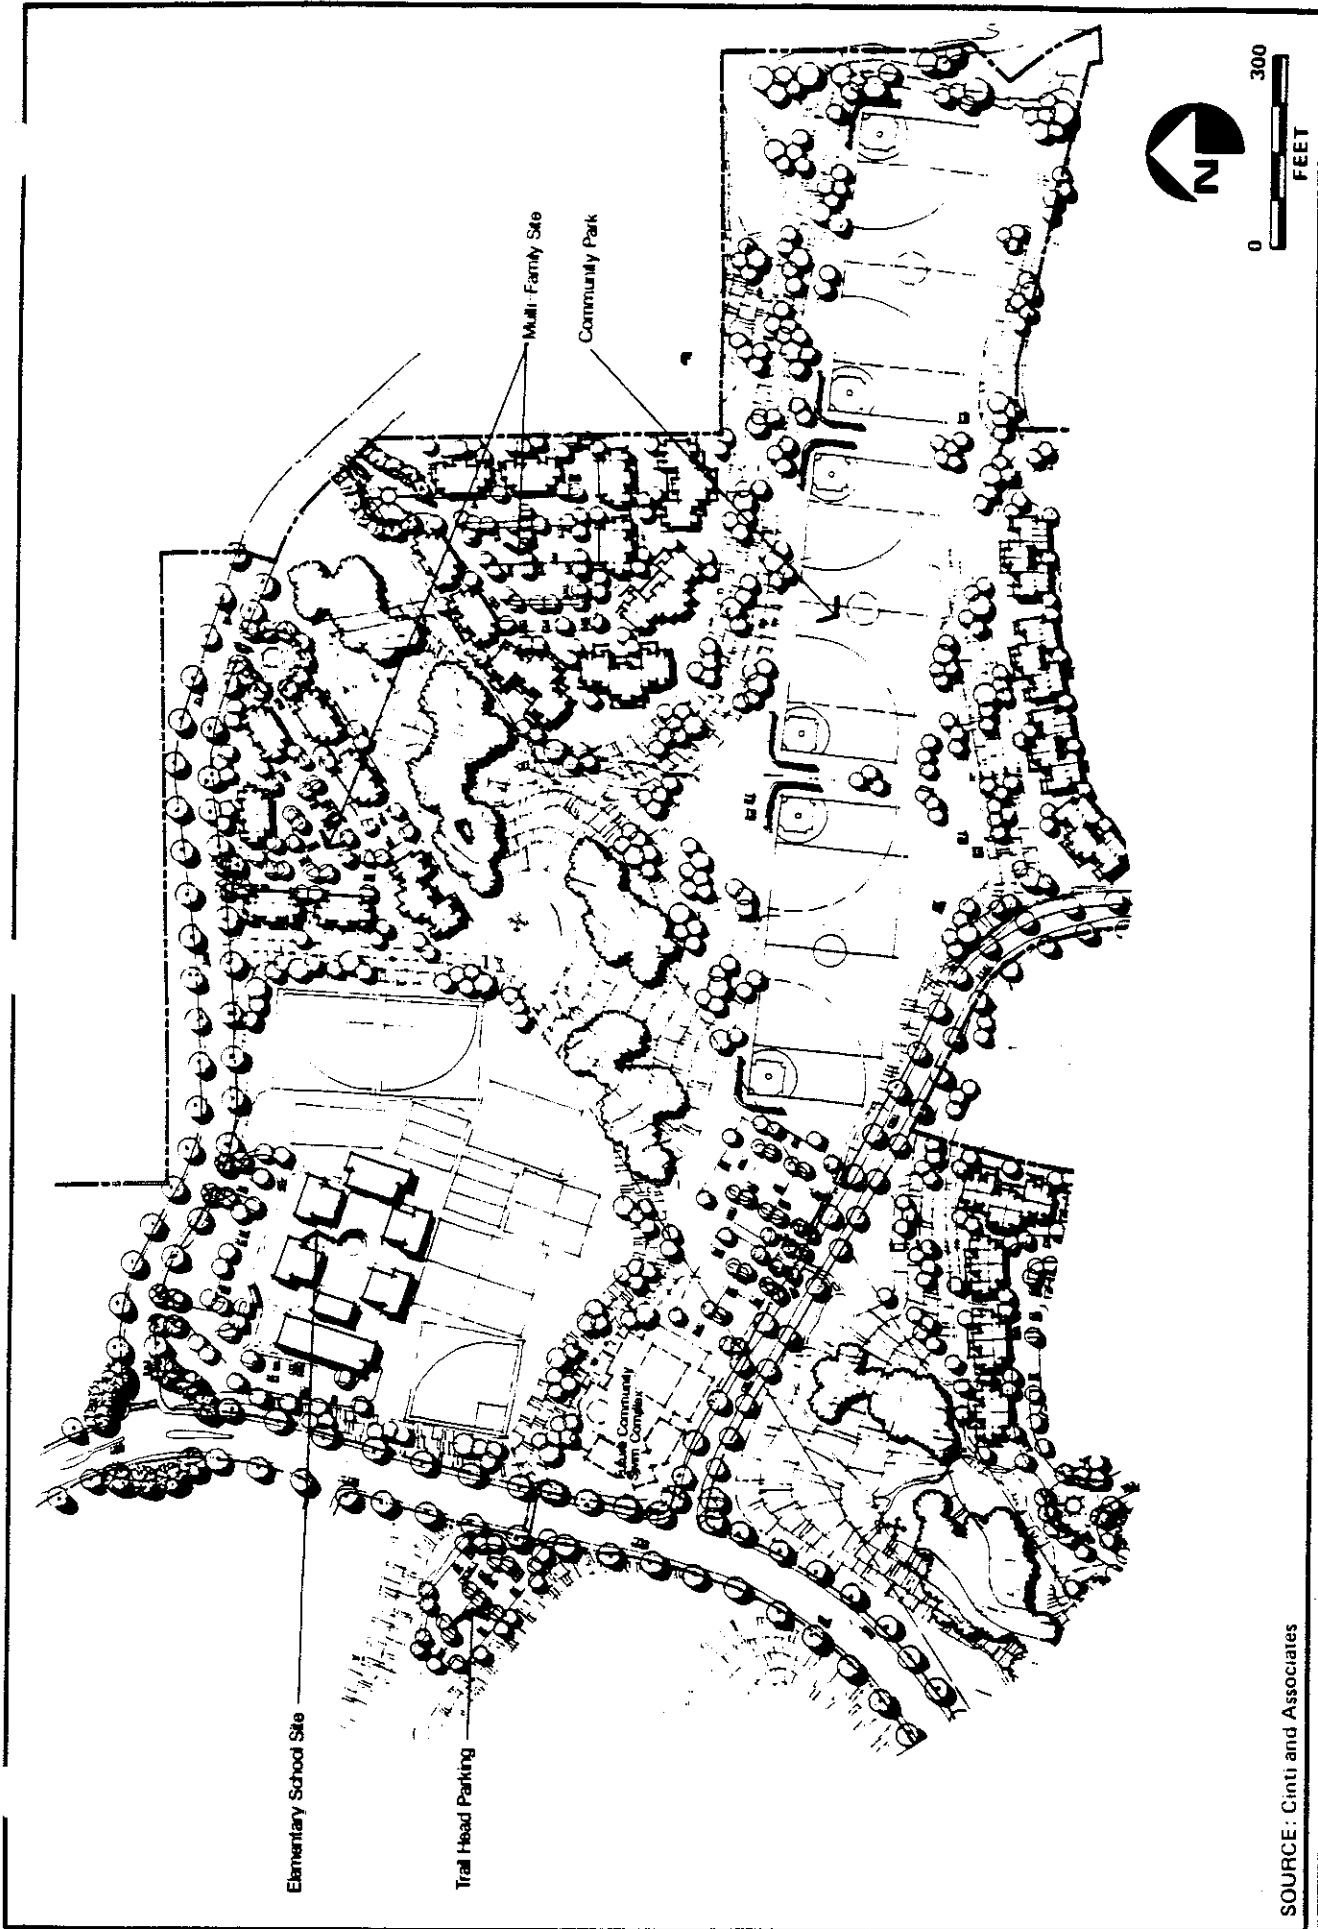 Elementary School Site
Trail Head Parking
Multi-Family Site
Community Park
Future Community
Swim Complex
N
0
300
FEET
SOURCE: Cinti and Associates